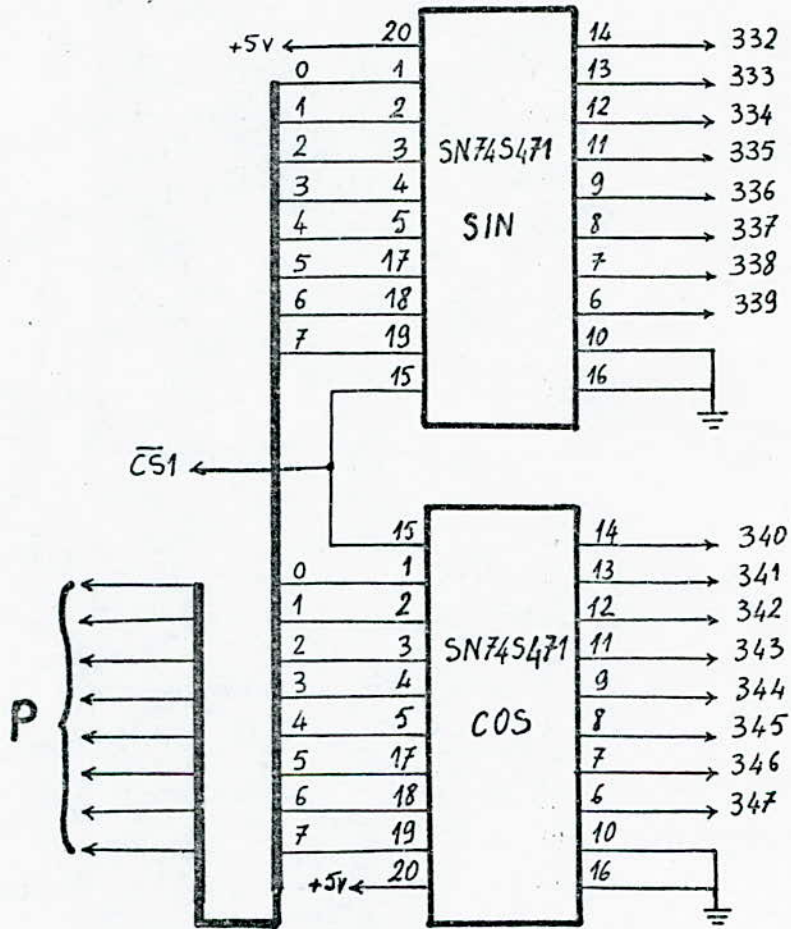 +5v 20 14 332
0 1 13 333
1 2 12 334
2 3 SN74S471 11 335
3 4 9 336
4 5 SIN 8 337
5 17 7 338
6 18 6 339
7 19 10
15 16
CS1
15 14 340
0 1 13 341
1 2 12 342
2 3 SN74S471 11 343
3 4 9 344
P 4 5 COS 8 345
5 17 7 346
6 18 6 347
7 19 10
+5v 20 16